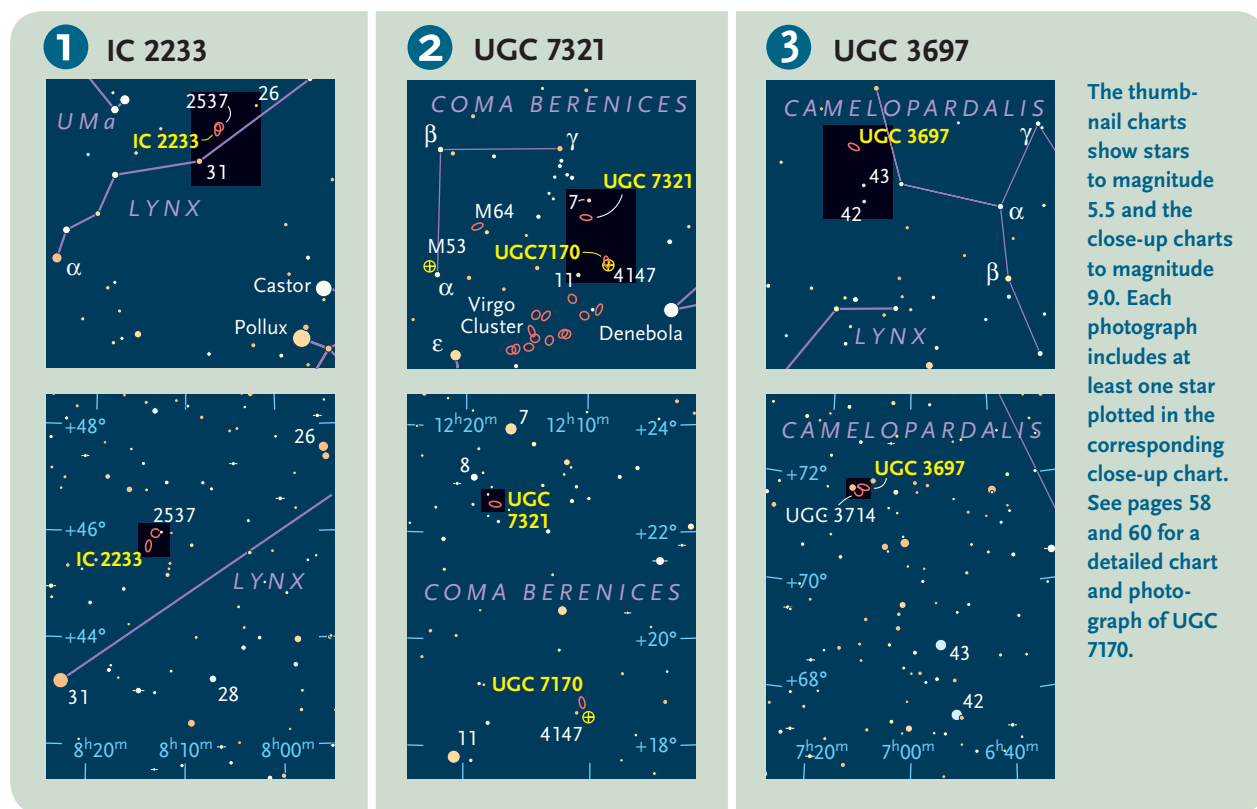 1 IC 2233
2537
26
UMa
IC 2233
31
LYNX
α
Castor
Pollux
+48°
26
2537
+46°
IC 2233
LYNX
+44°
31
28
8h20m 8h10m 8h00m
2 UGC 7321
COMA BERENICES
β γ
UGC 7321
7
M64
M53
UGC7170
α
11
4147
Virgo
Cluster
Denebola
ε
12h20m 7 12h10m +24°
8
UGC
7321
+22°
COMA BERENICES
+20°
UGC 7170
4147
11
+18°
3 UGC 3697
CAMELOPARDALIS
UGC 3697
γ
43
42
α
β
LYNX
CAMELOPARDALIS
+72°
UGC 3697
UGC 3714
+70°
43
+68°
42
7h20m 7h00m 6h40m
The thumb-
nail charts
show stars
to magnitude
5.5 and the
close-up charts
to magnitude
9.0. Each
photograph
includes at
least one star
plotted in the
corresponding
close-up chart.
See pages 58
and 60 for a
detailed chart
and photo-
graph of UGC
7170.